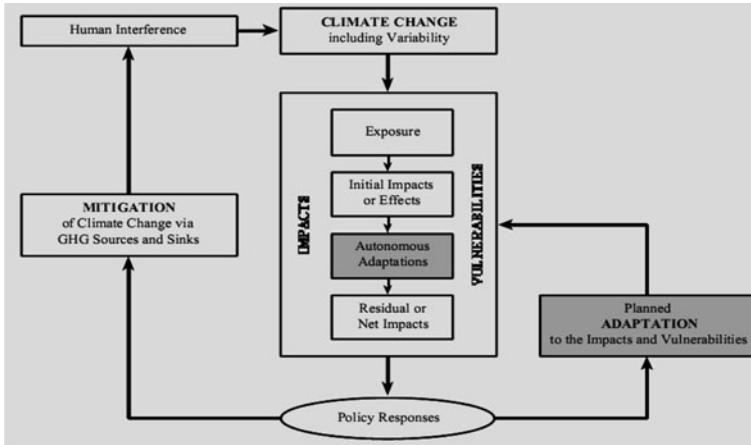 Human Interference
CLIMATE CHANGE
including Variability
Exposure
Initial Impacts
or Effects
IMPACTS
VULNERABILITIES
MITIGATION
of Climate Change via
GHG Sources and Sinks
Autonomous
Adaptations
Residual or
Net Impacts
Planned
ADAPTATION
to the Impacts and Vulnerabilities
Policy Responses